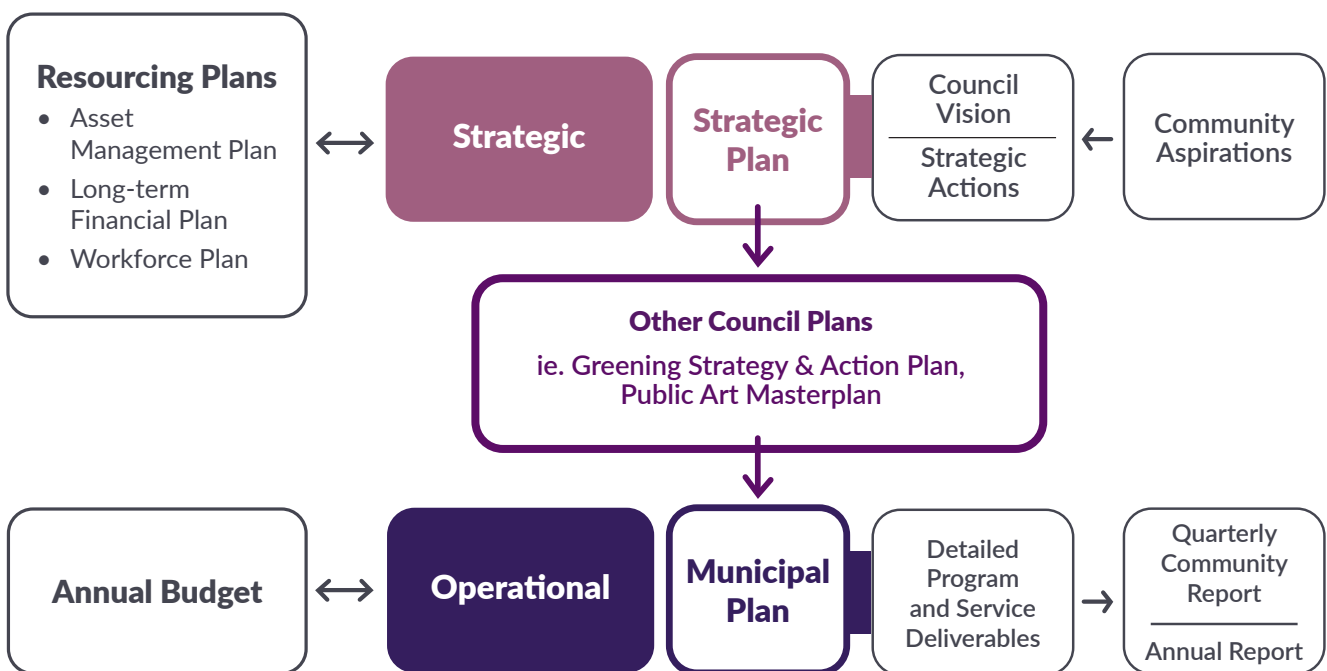 Resourcing Plans
• Asset
Management Plan
• Long-term
Financial Plan
• Workforce Plan
Strategic
Strategic
Plan
Council
Vision
Strategic
Actions
Community
Aspirations
Other Council Plans
ie. Greening Strategy & Action Plan,
Public Art Masterplan
Annual Budget
Operational
Municipal
Plan
Detailed
Program
and Service
Deliverables
Quarterly
Community
Report
Annual Report